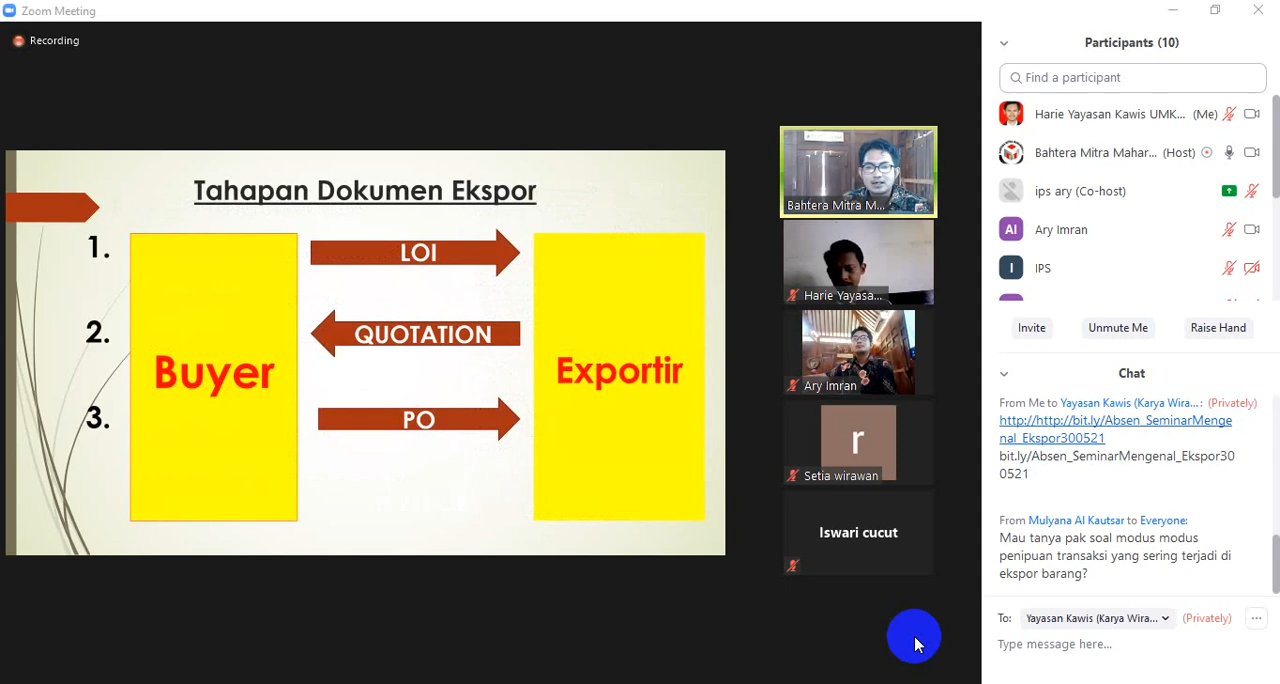 Zoom Meeting
Recording
Tahapan Dokumen Ekspor
1.
LOI
2.
QUOTATION
Buyer
Exportir
3.
PO
Bahtera Mitra M...
Harie Yayasa...
Ary Imran
r
Setia wirawan
Iswari cucut
Participants (10)
Find a participant
Harie Yayasan Kawis UMK... (Me)
Bahtera Mitra Mahar... (Host)
ips ary (Co-host)
AI Ary Imran
I IPS
Invite
Unmute Me
Raise Hand
Chat
From Me to Yayasan Kawis (Karya Wira... : (Privately)
http://http://bit.ly/Absen_SeminarMenge
nal_Ekspor300521
bit.ly/Absen_SeminarMengenal_Ekspor30
0521
From Mulyana Al Kautsar to Everyone:
Mau tanya pak soal modus modus
penipuan transaksi yang sering terjadi di
ekspor barang?
To: Yayasan Kawis (Karya Wira... (Privately)
Type message here...